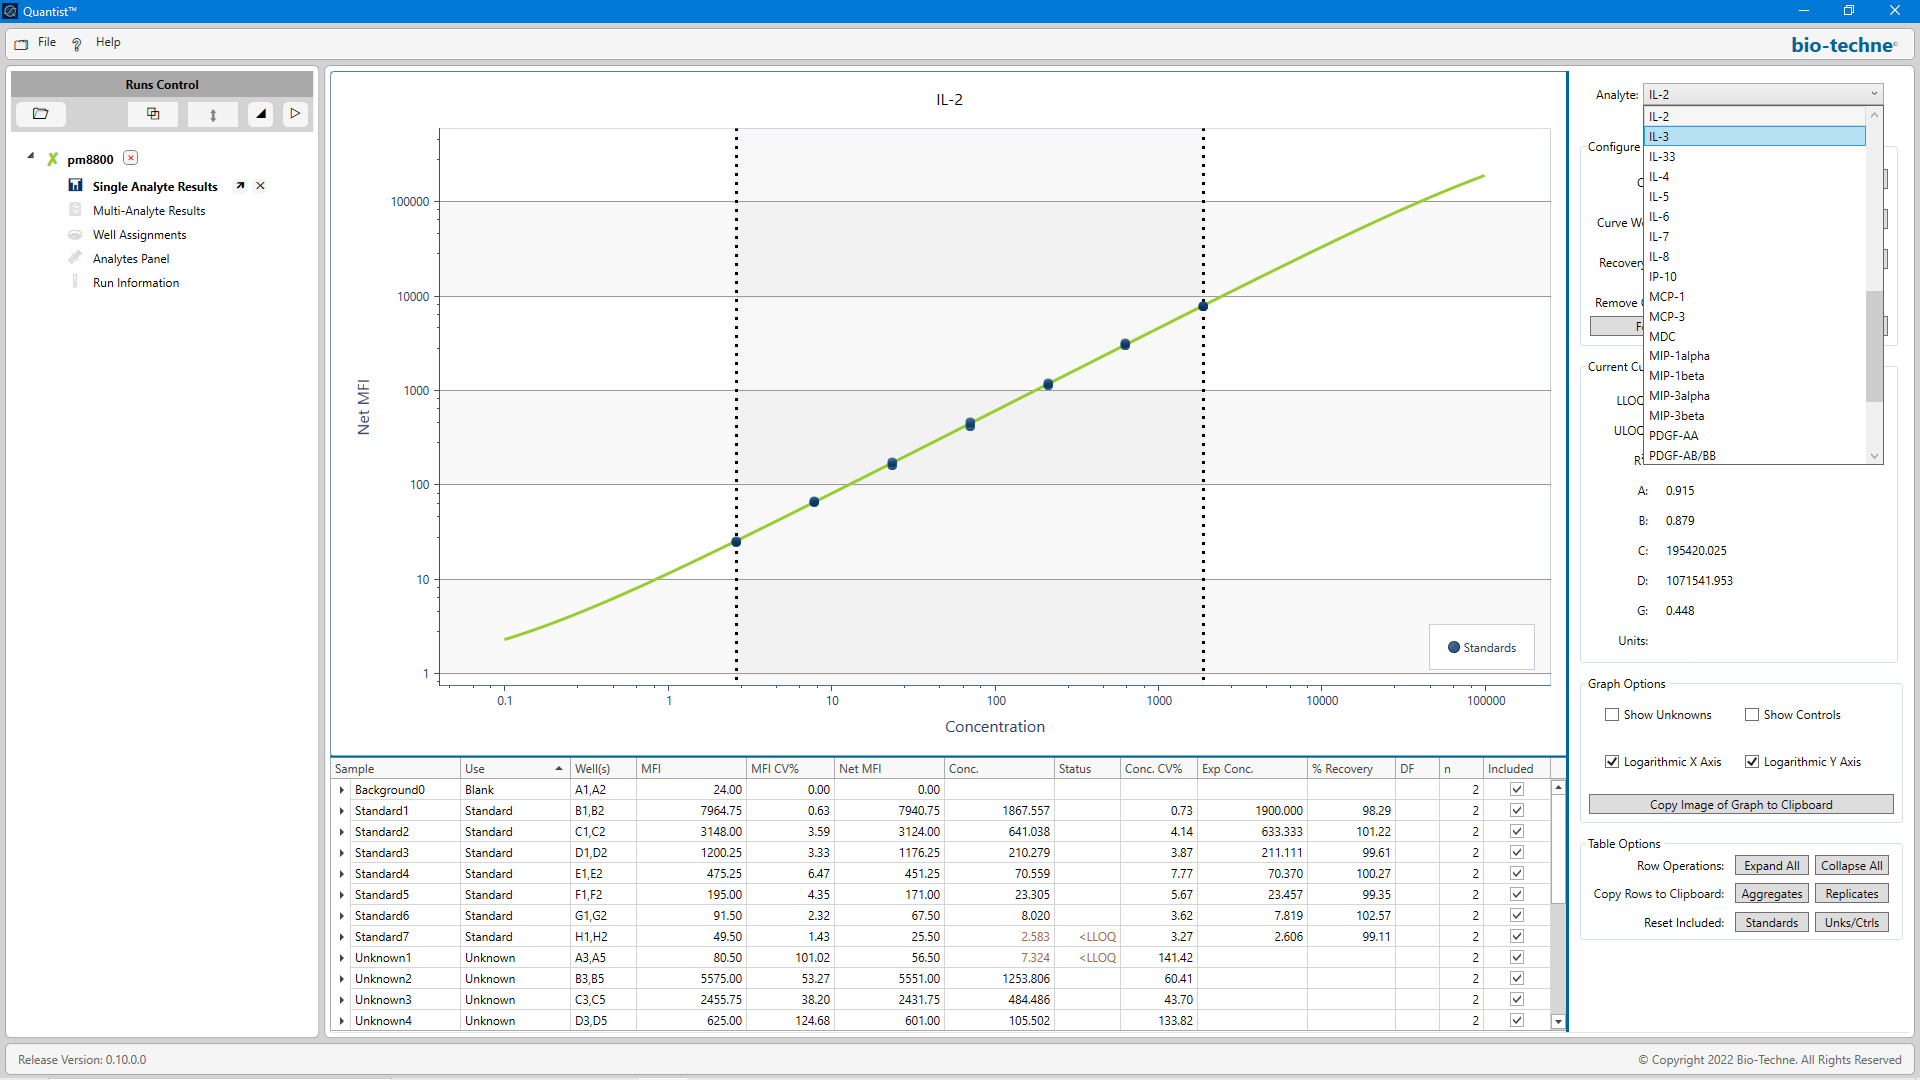 Quantist™
File Help
bio-techne
Runs Control
pm8800
Single Analyte Results
Multi-Analyte Results
Well Assignments
Analytes Panel
Run Information
IL-2
Net MFI
100000
10000
1000
100
10
1
0.1 1 10 100 1000 10000 100000
Concentration
Standards
Analyte: IL-2
IL-2
IL-3
IL-33
IL-4
IL-5
IL-6
IL-7
IL-8
IP-10
MCP-1
MCP-3
MDC
MIP-1alpha
MIP-1beta
MIP-3alpha
MIP-3beta
PDGF-AA
PDGF-AB/BB
Configure
Curve
Recovery
Remove
Current
A: 0.915
B: 0.879
C: 195420.025
D: 1071541.953
G: 0.448
Units:
Graph Options
Show Unknowns Show Controls
Logarithmic X Axis Logarithmic Y Axis
Copy Image of Graph to Clipboard
Table Options
Row Operations: Expand All Collapse All
Copy Rows to Clipboard: Aggregates Replicates
Reset Included: Standards Unks/Ctrls
Sample Use Well(s) MFI MFI CV% Net MFI Conc. Status Conc. CV% Exp Conc. % Recovery DF n Included
Background0 Blank A1,A2 24.00 0.00 0.00 2
Standard1 Standard B1,B2 7964.75 0.63 7940.75 1867.557 0.73 1900.000 98.29 2
Standard2 Standard C1,C2 3148.00 3.59 3124.00 641.038 4.14 633.333 101.22 2
Standard3 Standard D1,D2 1200.25 3.33 1176.25 210.279 3.87 211.111 99.61 2
Standard4 Standard E1,E2 475.25 6.47 451.25 70.559 7.77 70.370 100.27 2
Standard5 Standard F1,F2 195.00 4.35 171.00 23.305 5.67 23.457 99.35 2
Standard6 Standard G1,G2 91.50 2.32 67.50 8.020 3.62 7.819 102.57 2
Standard7 Standard H1,H2 49.50 1.43 25.50 2.583 <LLOQ 3.27 2.606 99.11 2
Unknown1 Unknown A3,A5 80.50 101.02 56.50 7.324 <LLOQ 141.42 2
Unknown2 Unknown B3,B5 5575.00 53.27 5551.00 1253.806 60.41 2
Unknown3 Unknown C3,C5 2455.75 38.20 2431.75 484.486 43.70 2
Unknown4 Unknown D3,D5 625.00 124.68 601.00 105.502 133.82 2
Release Version: 0.10.0.0
© Copyright 2022 Bio-Techne. All Rights Reserved